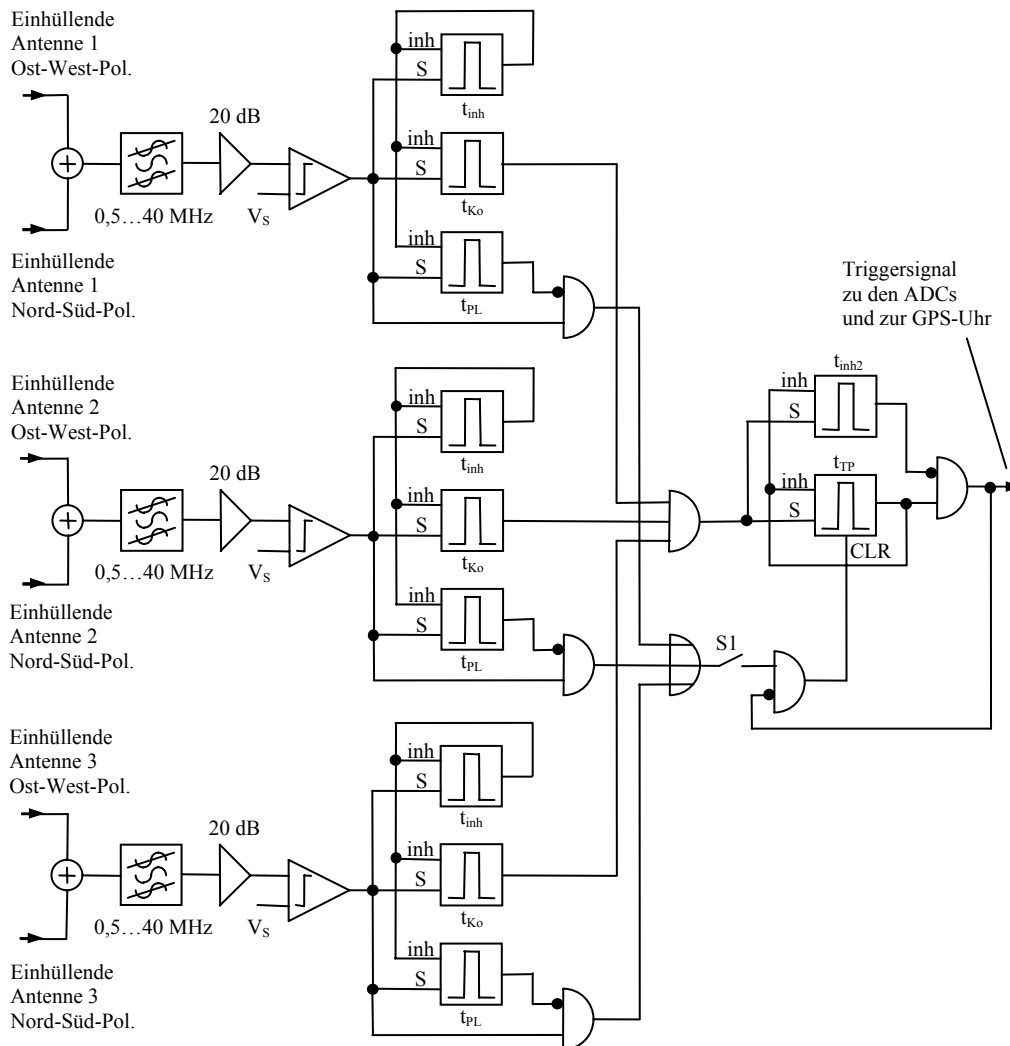 Einhüllende
Antenne 1
Ost-West-Pol.
20 dB
0,5…40 MHz
V_S
Einhüllende
Antenne 1
Nord-Süd-Pol.
inh
S
t_inh
inh
S
t_Ko
inh
S
t_PL
Einhüllende
Antenne 2
Ost-West-Pol.
20 dB
0,5…40 MHz
V_S
Einhüllende
Antenne 2
Nord-Süd-Pol.
inh
S
t_inh
inh
S
t_Ko
inh
S
t_PL
Einhüllende
Antenne 3
Ost-West-Pol.
20 dB
0,5…40 MHz
V_S
Einhüllende
Antenne 3
Nord-Süd-Pol.
inh
S
t_inh
inh
S
t_Ko
inh
S
t_PL
S1
t_inh2
inh
S
t_TP
inh
S
CLR
Triggersignal
zu den ADCs
und zur GPS-Uhr